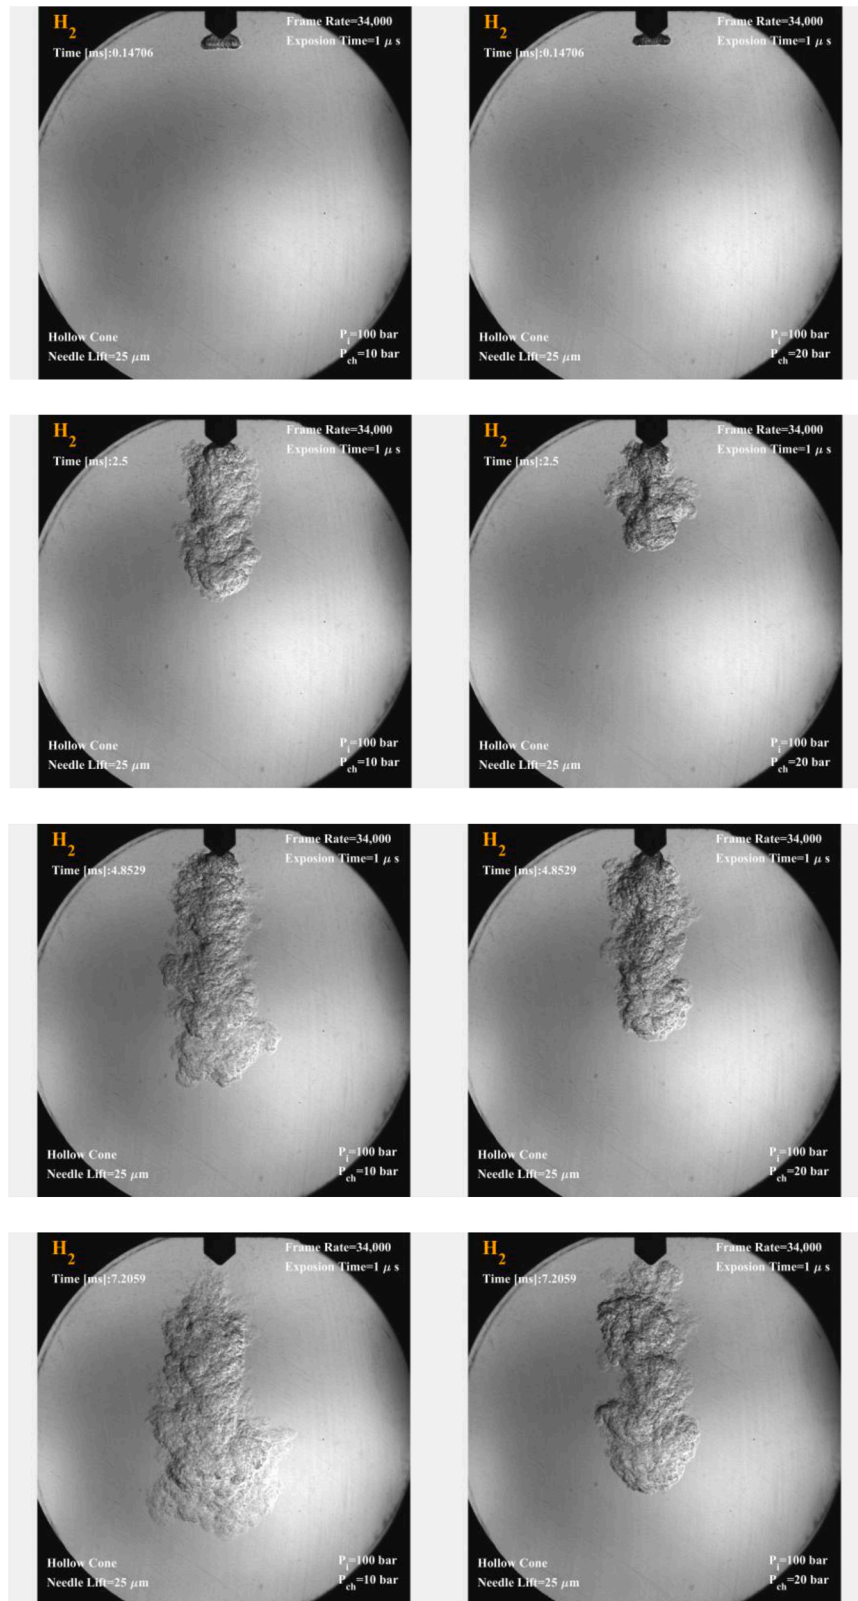 H2
Frame Rate=34,000
Exposion Time=1 μ s
Time [ms]:0.14706
Hollow Cone
Needle Lift=25 μm
Pi=100 bar
Pch=10 bar
H2
Frame Rate=34,000
Exposion Time=1 μ s
Time [ms]:0.14706
Hollow Cone
Needle Lift=25 μm
Pi=100 bar
Pch=20 bar
H2
Frame Rate=34,000
Exposion Time=1 μ s
Time [ms]:2.5
Hollow Cone
Needle Lift=25 μm
Pi=100 bar
Pch=10 bar
H2
Frame Rate=34,000
Exposion Time=1 μ s
Time [ms]:2.5
Hollow Cone
Needle Lift=25 μm
Pi=100 bar
Pch=20 bar
H2
Frame Rate=34,000
Exposion Time=1 μ s
Time [ms]:4.8529
Hollow Cone
Needle Lift=25 μm
Pi=100 bar
Pch=10 bar
H2
Frame Rate=34,000
Exposion Time=1 μ s
Time [ms]:4.8529
Hollow Cone
Needle Lift=25 μm
Pi=100 bar
Pch=20 bar
H2
Frame Rate=34,000
Exposion Time=1 μ s
Time [ms]:7.2059
Hollow Cone
Needle Lift=25 μm
Pi=100 bar
Pch=10 bar
H2
Frame Rate=34,000
Exposion Time=1 μ s
Time [ms]:7.2059
Hollow Cone
Needle Lift=25 μm
Pi=100 bar
Pch=20 bar